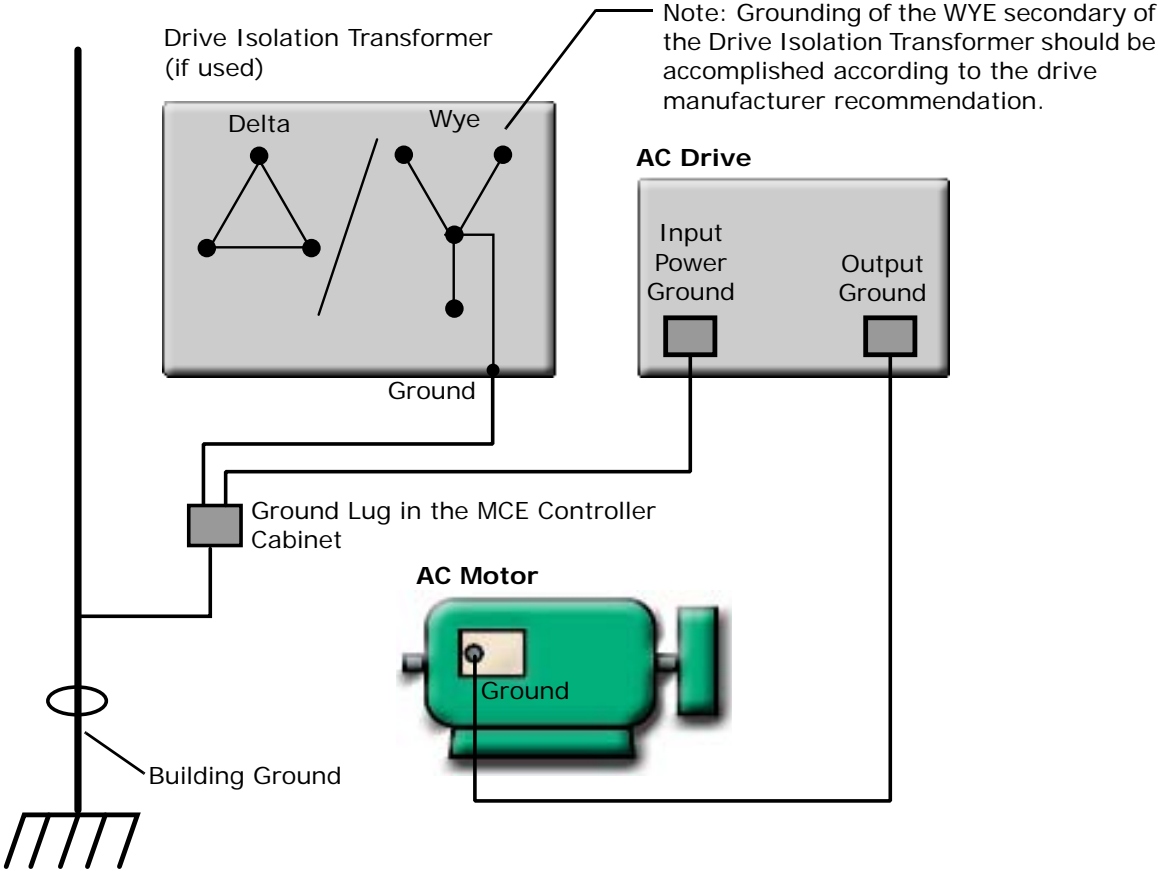 Note: Grounding of the WYE secondary of
the Drive Isolation Transformer should be
accomplished according to the drive
manufacturer recommendation.
Drive Isolation Transformer
(if used)
Delta
Wye
Ground
AC Drive
Input
Power
Ground
Output
Ground
Ground Lug in the MCE Controller
Cabinet
AC Motor
Ground
Building Ground